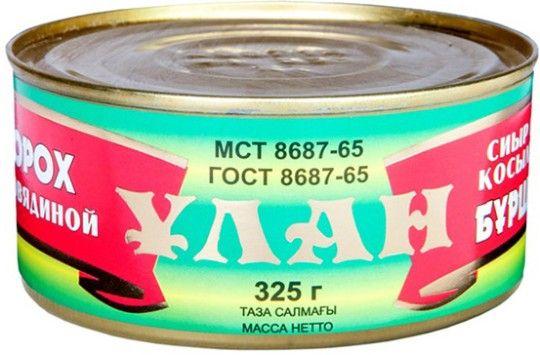 МСТ 8687-65
ГОСТ 8687-65
ОРОХ
ВЯДИНОЙ
ҰЛАН
СИЫР
ҚОСЫ
БҰРШ
325 г
ТАЗА САЛМАҒЫ
МАССА НЕТТО